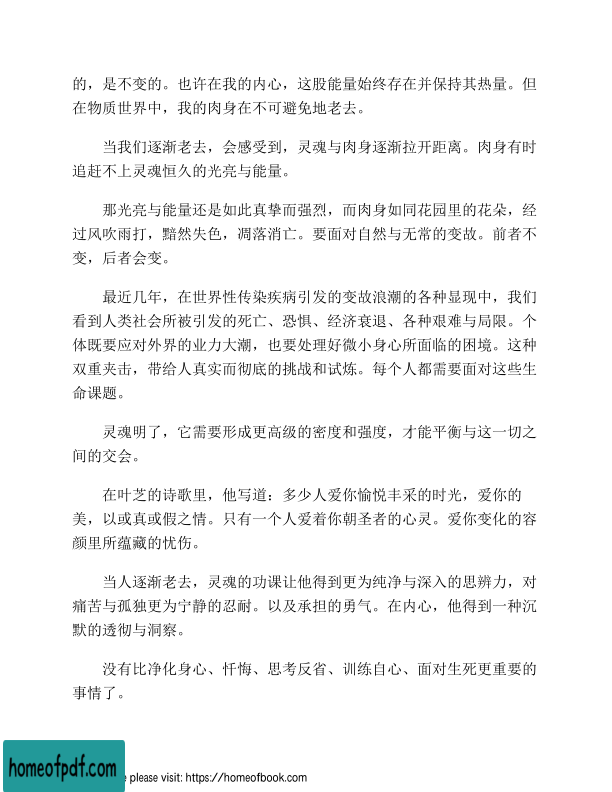 的，是不变的。也许在我的内心，这股能量始终存在并保持其热量。但
在物质世界中，我的肉身在不可避免地老去。
当我们逐渐老去，会感受到，灵魂与肉身逐渐拉开距离。肉身有时
追赶不上灵魂恒久的光亮与能量。
那光亮与能量还是如此真挚而强烈，而肉身如同花园里的花朵，经
过风吹雨打，黯然失色，凋落消亡。要面对自然与无常的变故。前者不
变，后者会变。
最近几年，在世界性传染疾病引发的变故浪潮的各种显现中，我们
看到人类社会所被引发的死亡、恐惧、经济衰退、各种艰难与局限。个
体既要应对外界的业力大潮，也要处理好微小身心所面临的困境。这种
双重夹击，带给人真实而彻底的挑战和试炼。每个人都需要面对这些生
命课题。
灵魂明了，它需要形成更高级的密度和强度，才能平衡与这一切之
间的交会。
在叶芝的诗歌里，他写道：多少人爱你愉悦丰采的时光，爱你的
美，以或真或假之情。只有一个人爱着你朝圣者的心灵。爱你变化的容
颜里所蕴藏的忧伤。
当人逐渐老去，灵魂的功课让他得到更为纯净与深入的思辨力，对
痛苦与孤独更为宁静的忍耐。以及承担的勇气。在内心，他得到一种沉
默的透彻与洞察。
没有比净化身心、忏悔、思考反省、训练自心、面对生死更重要的
事情了。
homeofpdf.com
please visit: https://homeofbook.com